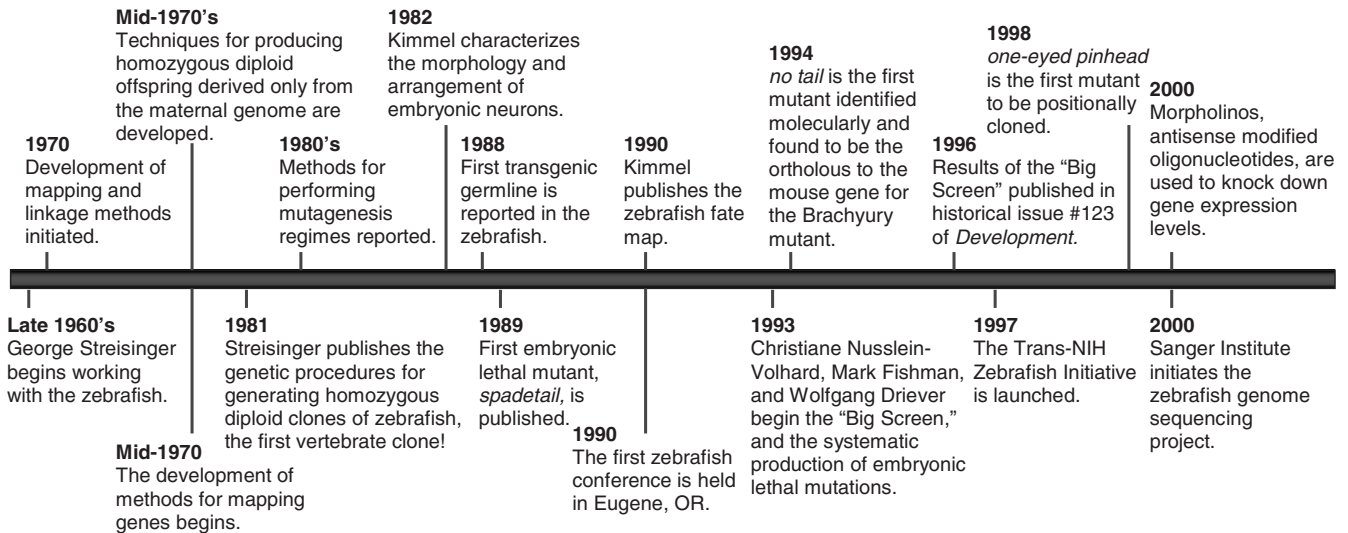 Mid-1970's
Techniques for producing
homozygous diploid
offspring derived only from
the maternal genome are
developed.
1982
Kimmel characterizes
the morphology and
arrangement of
embryonic neurons.
1994
no tail is the first
mutant identified
molecularly and
found to be the
ortholous to the
mouse gene for
the Brachyury
mutant.
1998
one-eyed pinhead
is the first mutant
to be positionally
cloned.
2000
Morpholinos,
antisense modified
oligonucleotides, are
used to knock down
gene expression
levels.
1970
Development of
mapping and
linkage methods
initiated.
1980's
Methods for
performing
mutagenesis
regimes reported.
1988
First transgenic
germline is
reported in the
zebrafish.
1990
Kimmel
publishes the
zebrafish fate
map.
1996
Results of the “Big
Screen” published in
historical issue #123
of Development.
Late 1960's
George Streisinger
begins working
with the zebrafish.
Mid-1970
The development of
methods for mapping
genes begins.
1981
Streisinger publishes the
genetic procedures for
generating homozygous
diploid clones of zebrafish,
the first vertebrate clone!
1989
First embryonic
lethal mutant,
spadetail, is
published.
1990
The first zebrafish
conference is held
in Eugene, OR.
1993
Christiane Nusslein-
Volhard, Mark Fishman,
and Wolfgang Driever
begin the “Big Screen,”
and the systematic
production of embryonic
lethal mutations.
1997
The Trans-NIH
Zebrafish Initiative
is launched.
2000
Sanger Institute
initiates the
zebrafish genome
sequencing
project.